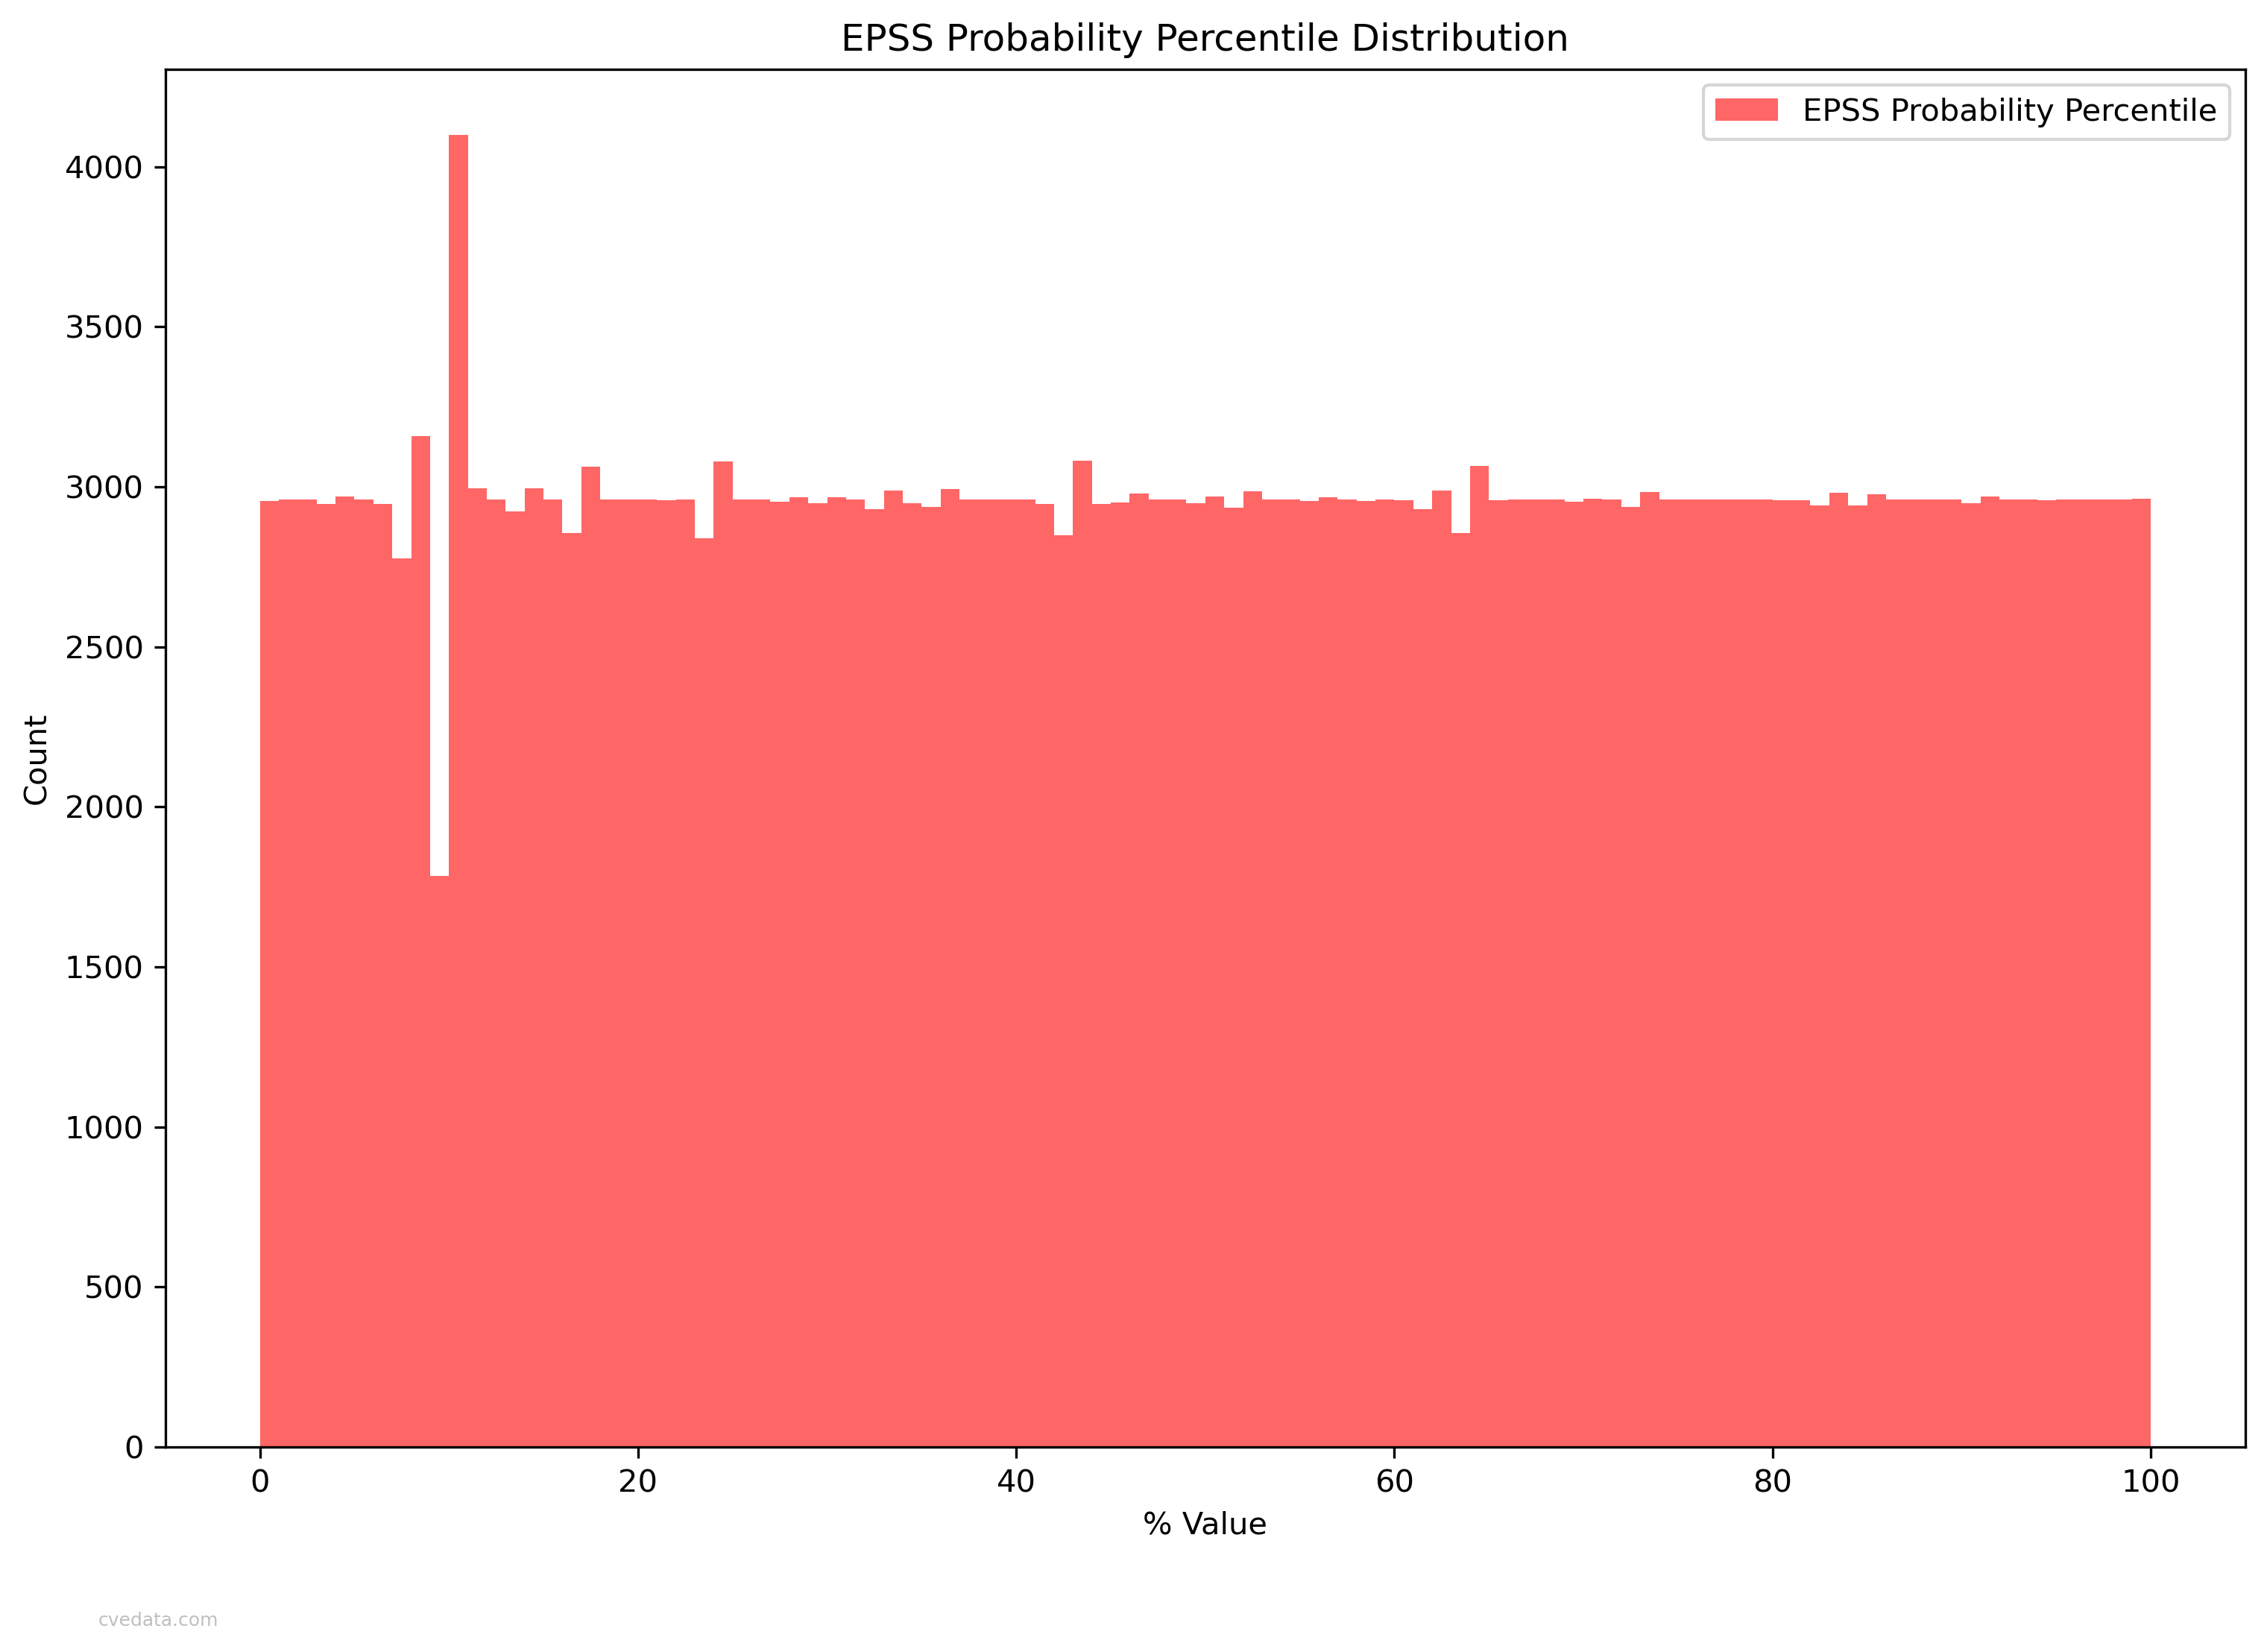 EPSS Probability Percentile Distribution
EPSS Probability Percentile
4000
3500
3000
2500
2000
1500
1000
500
0
Count
0 20 40 60 80 100
% Value
cvedata.com